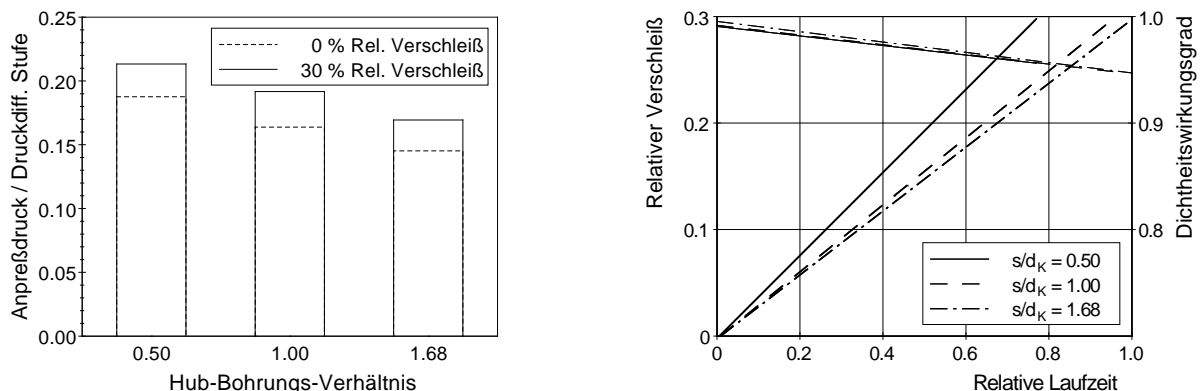 0.25
0.20
0.15
0.10
0.05
0.00
Anpreßdruck / Druckdiff. Stufe
0 % Rel. Verschleiß
30 % Rel. Verschleiß
0.50 1.00 1.68
Hub-Bohrungs-Verhältnis
0.3
0.2
0.1
0
Relativer Verschleiß
1.0
0.9
0.8
Dichtheitswirkungsgrad
s/dK = 0.50
s/dK = 1.00
s/dK = 1.68
0 0.2 0.4 0.6 0.8 1.0
Relative Laufzeit